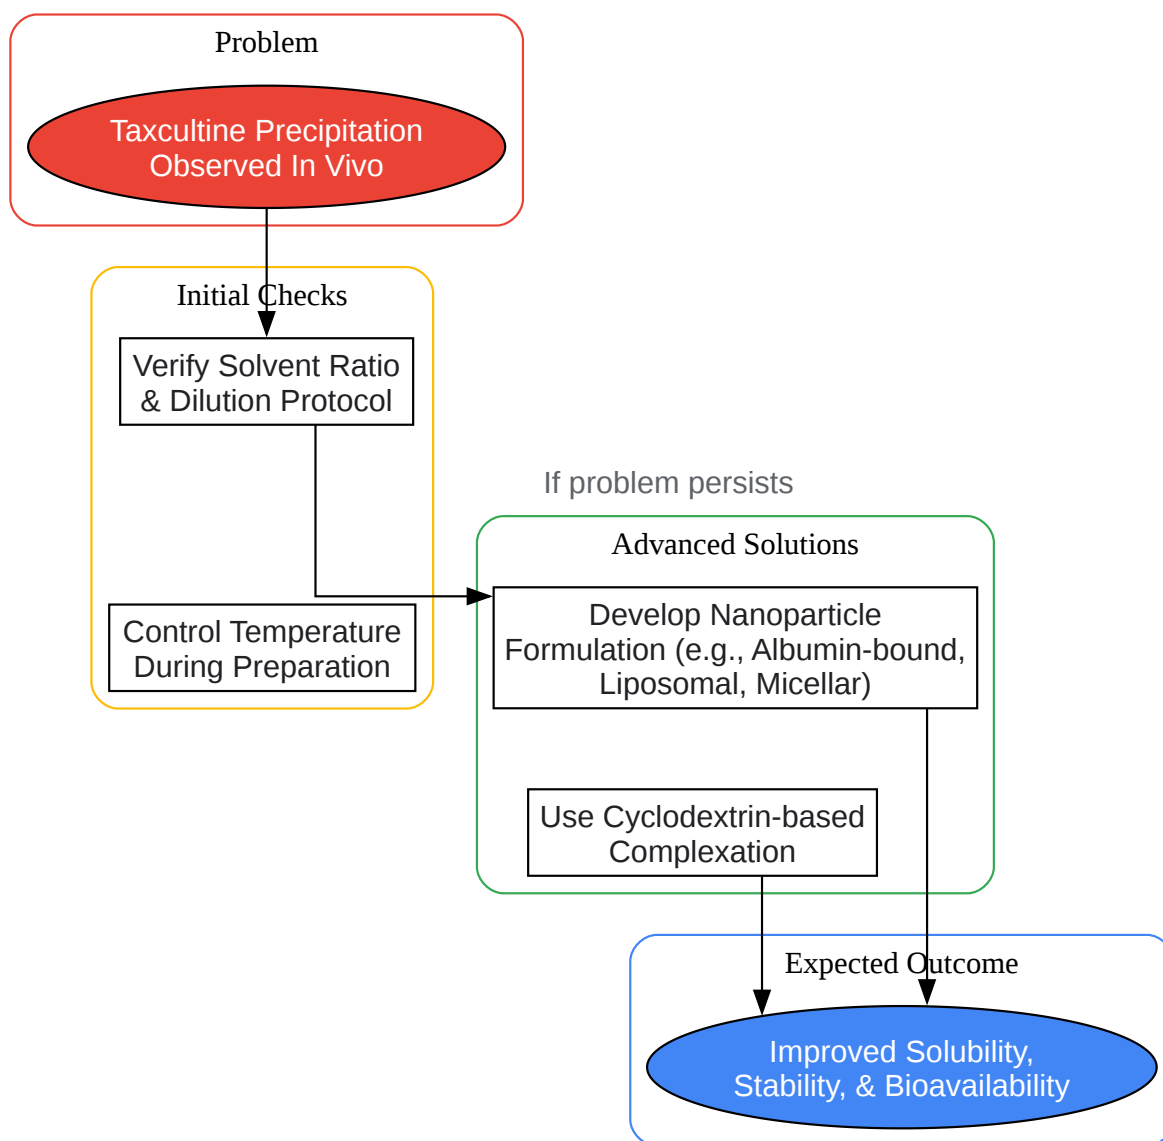 Problem
Taxcultine Precipitation
Observed In Vivo
Initial Checks
Verify Solvent Ratio
& Dilution Protocol
Control Temperature
During Preparation
If problem persists
Advanced Solutions
Develop Nanoparticle
Formulation (e.g., Albumin-bound,
Liposomal, Micellar)
Use Cyclodextrin-based
Complexation
Expected Outcome
Improved Solubility,
Stability, & Bioavailability